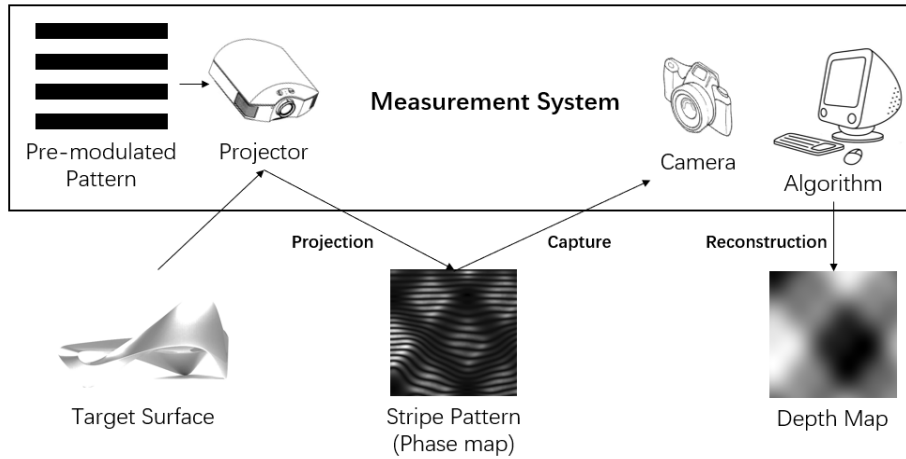 Measurement System
Pre-modulated
Pattern
Projector
Camera
Algorithm
Projection
Capture
Reconstruction
Target Surface
Stripe Pattern
(Phase map)
Depth Map